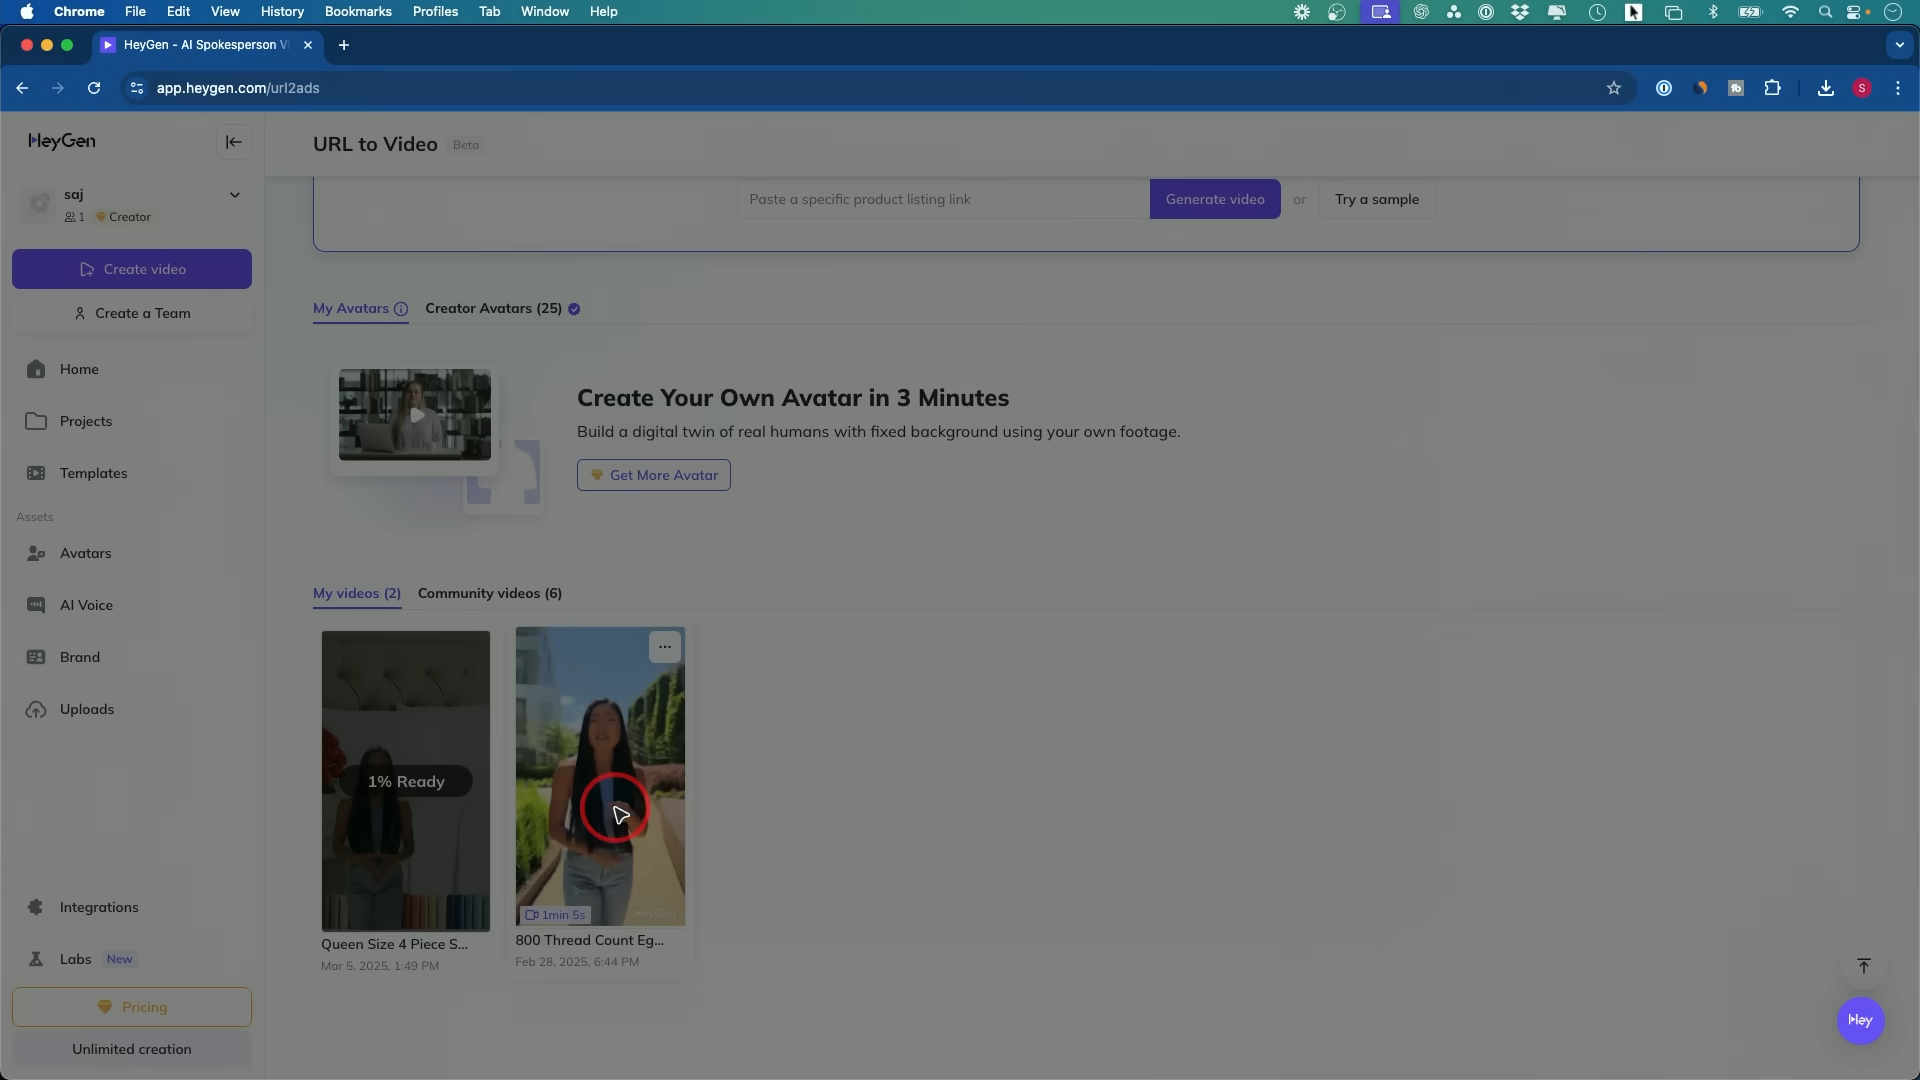 Chrome File Edit View History Bookmarks Profiles Tab Window Help
HeyGen - AI Spokesperson Vi
app.heygen.com/url2ads
S
HeyGen
URL to Video Beta
saj
1 Creator
Paste a specific product listing link Generate video or Try a sample
Create video
Create a Team
My Avatars Creator Avatars (25)
Home
Create Your Own Avatar in 3 Minutes
Projects
Build a digital twin of real humans with fixed background using your own footage.
Templates
Get More Avatar
Assets
Avatars
My videos (2) Community videos (6)
AI Voice
Brand
Uploads
1% Ready
Integrations
1min 5s
HeyGen
Queen Size 4 Piece S...
800 Thread Count Eg...
Labs New
Mar 5, 2025, 1:49 PM
Feb 28, 2025, 6:44 PM
Pricing
Hey
Unlimited creation